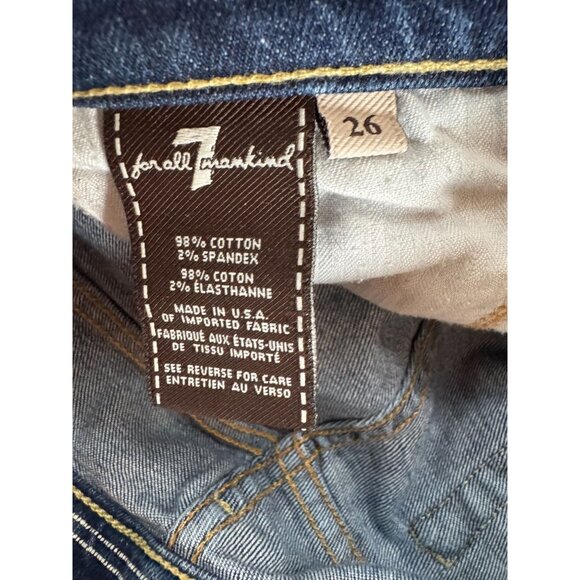 7
for all mankind
26
98% COTTON
2% SPANDEX
98% COTON
2% ÉLASTHANNE
MADE IN U.S.A.
OF IMPORTED FABRIC
FABRIQUÉ AUX ÉTATS-UNIS
DE TISSU IMPORTÉ
SEE REVERSE FOR CARE
ENTRETIEN AU VERSO